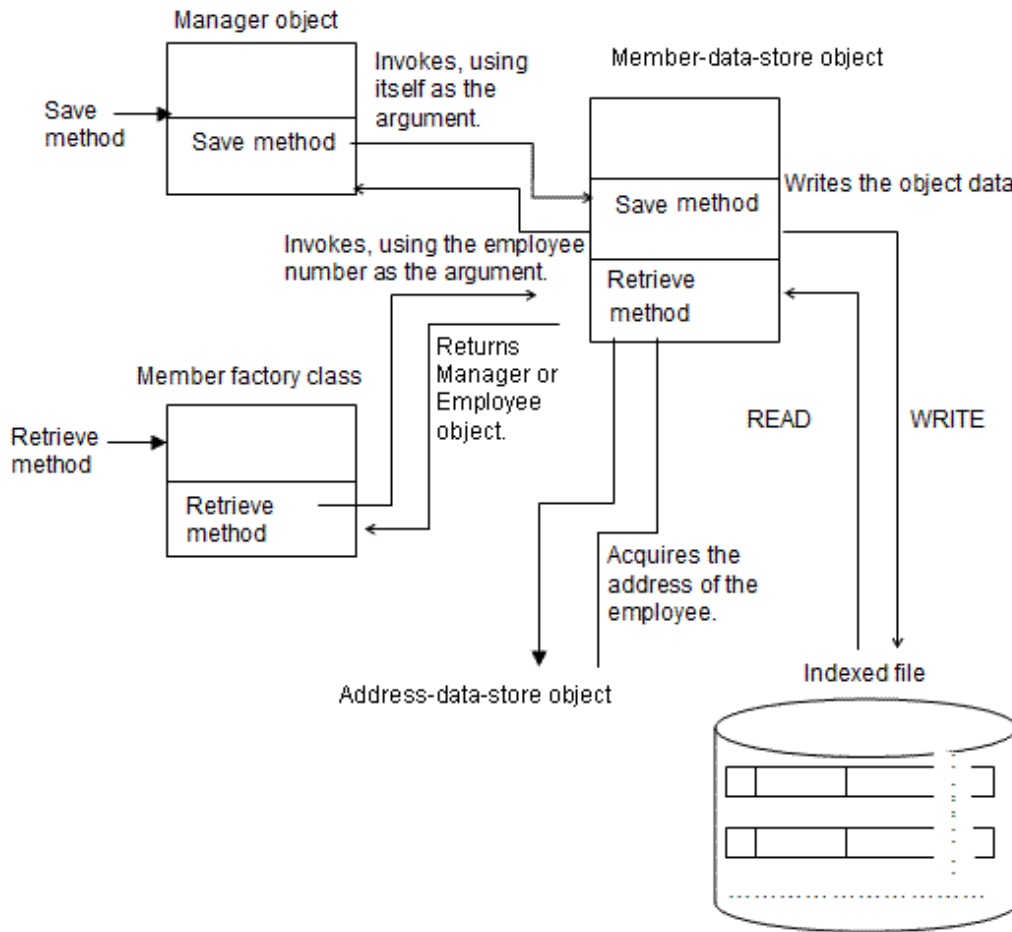 Manager object
Save
method
Save method
Invokes, using
itself as the
argument.
Member-data-store object
Save method
Retrieve
method
Writes the object data
Invokes, using the employee
number as the argument.
Returns
Manager or
Employee
object.
Member factory class
Retrieve
method
Retrieve
method
READ
WRITE
Acquires the
address of the
employee.
Address-data-store object
Indexed file